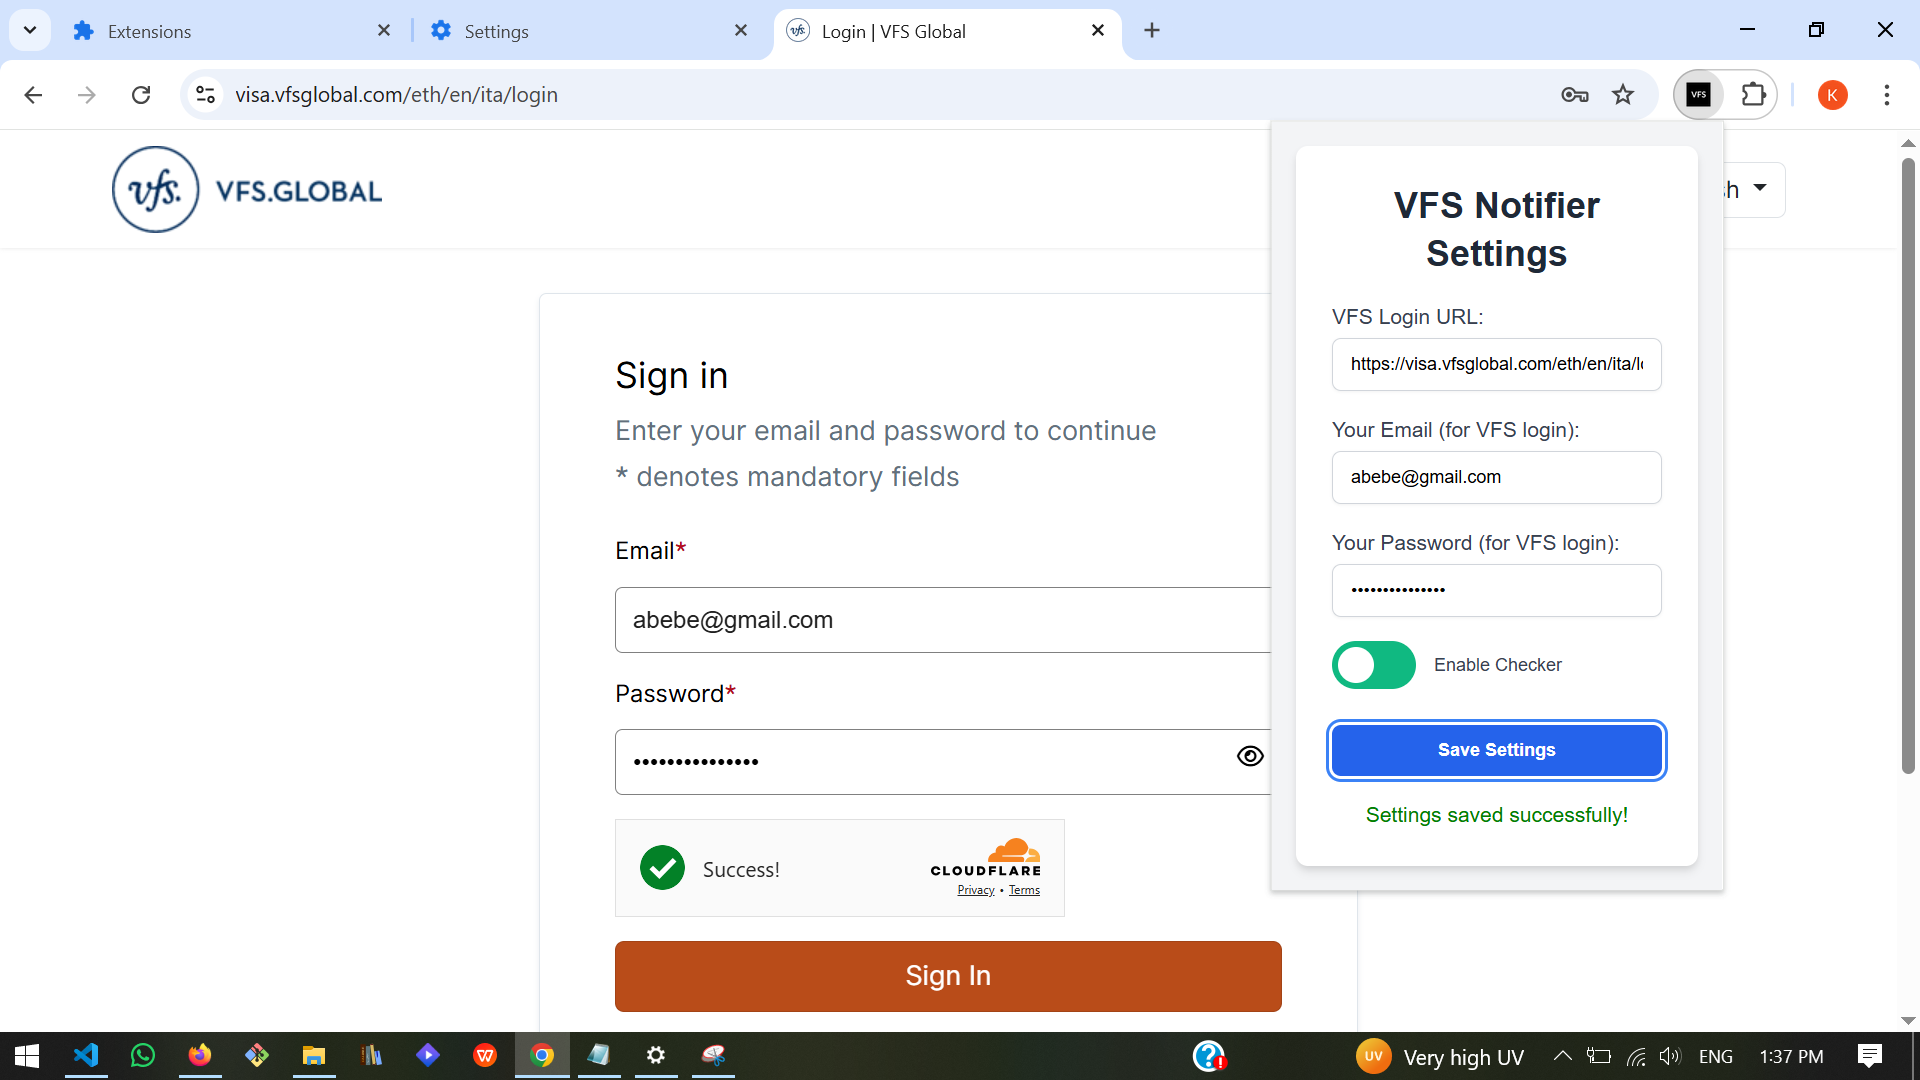 Extensions
Settings
vfs.
Login | VFS Global
visa.vfsglobal.com/eth/en/ita/login
VFS
K
vfs.
VFS.GLOBAL
sh
Sign in
Enter your email and password to continue
* denotes mandatory fields
Email*
abebe@gmail.com
Password*
•••••••••••••••
Success!
CLOUDFLARE
Privacy • Terms
Sign In
VFS Notifier
Settings
VFS Login URL:
https://visa.vfsglobal.com/eth/en/ita/l
Your Email (for VFS login):
abebe@gmail.com
Your Password (for VFS login):
•••••••••••••••
Enable Checker
Save Settings
Settings saved successfully!
UV
Very high UV
ENG
1:37 PM